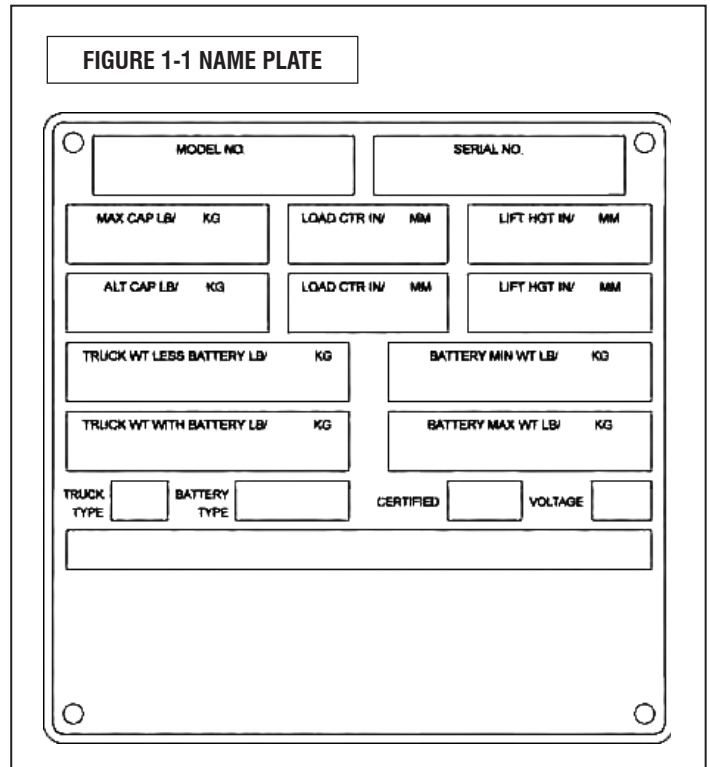 FIGURE 1-1 NAME PLATE
MODEL NO.
SERIAL NO.
MAX CAP LB/ KG
LOAD CTR IN/ MM
LIFT HGT IN/ MM
ALT CAP LB/ KG
LOAD CTR IN/ MM
LIFT HGT IN/ MM
TRUCK WT LESS BATTERY LB/ KG
BATTERY MIN WT LB/ KG
TRUCK WT WITH BATTERY LB/ KG
BATTERY MAX WT LB/ KG
TRUCK
TYPE
BATTERY
TYPE
CERTIFIED
VOLTAGE